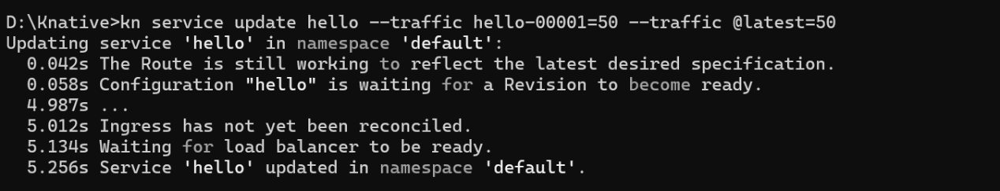 D:\Knative>kn service update hello --traffic hello-00001=50 --traffic @latest=50
Updating service 'hello' in namespace 'default':
  0.042s The Route is still working to reflect the latest desired specification.
  0.058s Configuration "hello" is waiting for a Revision to become ready.
  4.987s ...
  5.012s Ingress has not yet been reconciled.
  5.134s Waiting for load balancer to be ready.
  5.256s Service 'hello' updated in namespace 'default'.